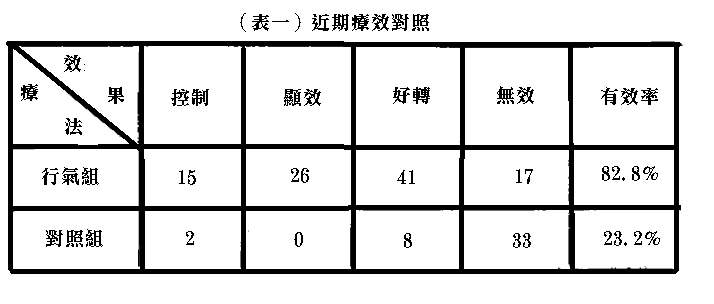 (表一)近期療效對照
療法 效果 控制 顯效 好轉 無效 有效率
行氣組 15 26 41 17 82.8%
對照組 2 0 8 33 23.2%